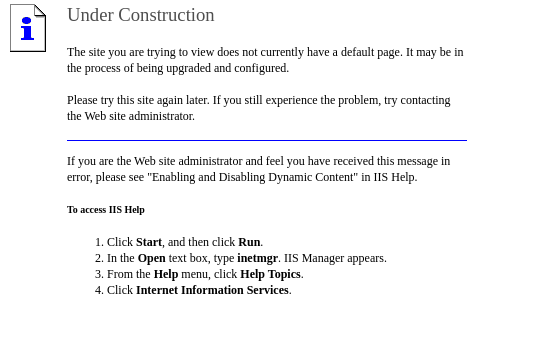 Under Construction
The site you are trying to view does not currently have a default page. It may be in
the process of being upgraded and configured.
Please try this site again later. If you still experience the problem, try contacting
the Web site administrator.
If you are the Web site administrator and feel you have received this message in
error, please see "Enabling and Disabling Dynamic Content" in IIS Help.
To access IIS Help
1. Click Start, and then click Run.
2. In the Open text box, type inetmgr. IIS Manager appears.
3. From the Help menu, click Help Topics.
4. Click Internet Information Services.